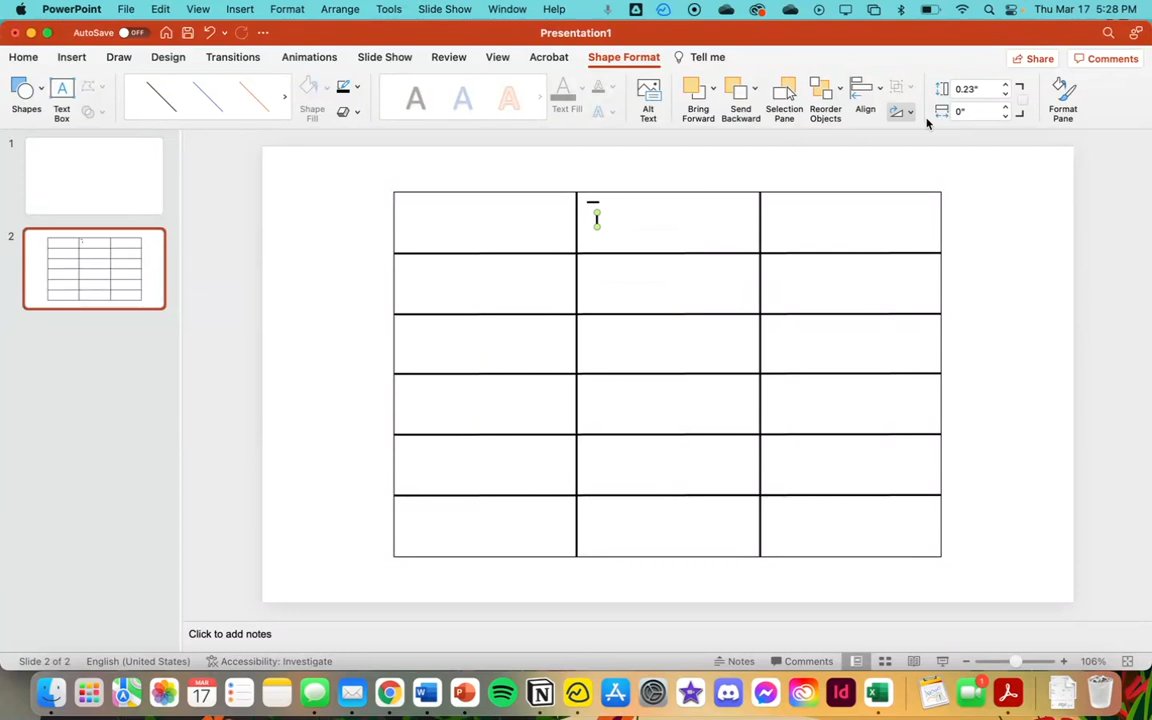 PowerPoint File Edit View Insert Format Arrange Tools Slide Show Window Help Thu Mar 17 5:28 PM
AutoSave OFF Presentation1
Home Insert Draw Design Transitions Animations Slide Show Review View Acrobat Shape Format Tell me Share Comments
Shapes Text Box Shape Fill A A A Text Fill Alt Text Bring Forward Send Backward Selection Pane Reorder Objects Align 0.23" 0" Format Pane
1
2
Click to add notes
Slide 2 of 2 English (United States) Accessibility: Investigate Notes Comments 106%
MAR 17 1